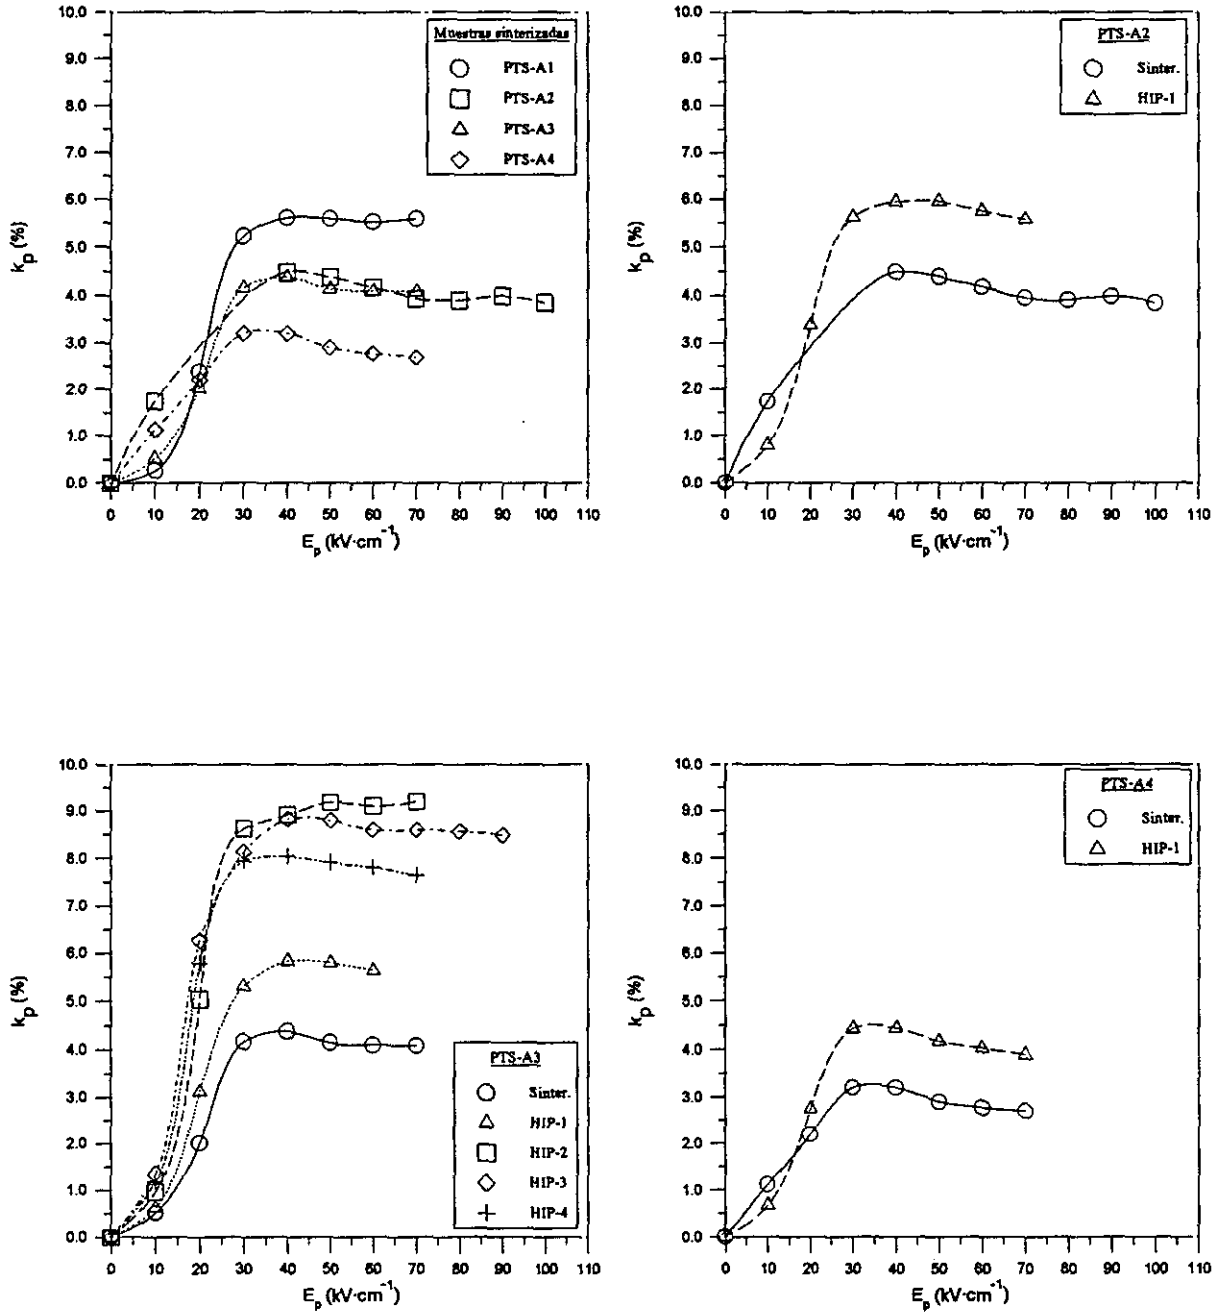 10.0
9.0
8.0
7.0
6.0
5.0
4.0
3.0
2.0
1.0
0.0
k_p (%)
0 10 20 30 40 50 60 70 80 90 100 110
E_p (kV·cm⁻¹)
Muestras sinterizadas
PTS-A1
PTS-A2
PTS-A3
PTS-A4
10.0
9.0
8.0
7.0
6.0
5.0
4.0
3.0
2.0
1.0
0.0
k_p (%)
0 10 20 30 40 50 60 70 80 90 100 110
E_p (kV·cm⁻¹)
PTS-A2
Sinter.
HIP-1
10.0
9.0
8.0
7.0
6.0
5.0
4.0
3.0
2.0
1.0
0.0
k_p (%)
0 10 20 30 40 50 60 70 80 90 100 110
E_p (kV·cm⁻¹)
PTS-A3
Sinter.
HIP-1
HIP-2
HIP-3
HIP-4
10.0
9.0
8.0
7.0
6.0
5.0
4.0
3.0
2.0
1.0
0.0
k_p (%)
0 10 20 30 40 50 60 70 80 90 100 110
E_p (kV·cm⁻¹)
PTS-A4
Sinter.
HIP-1